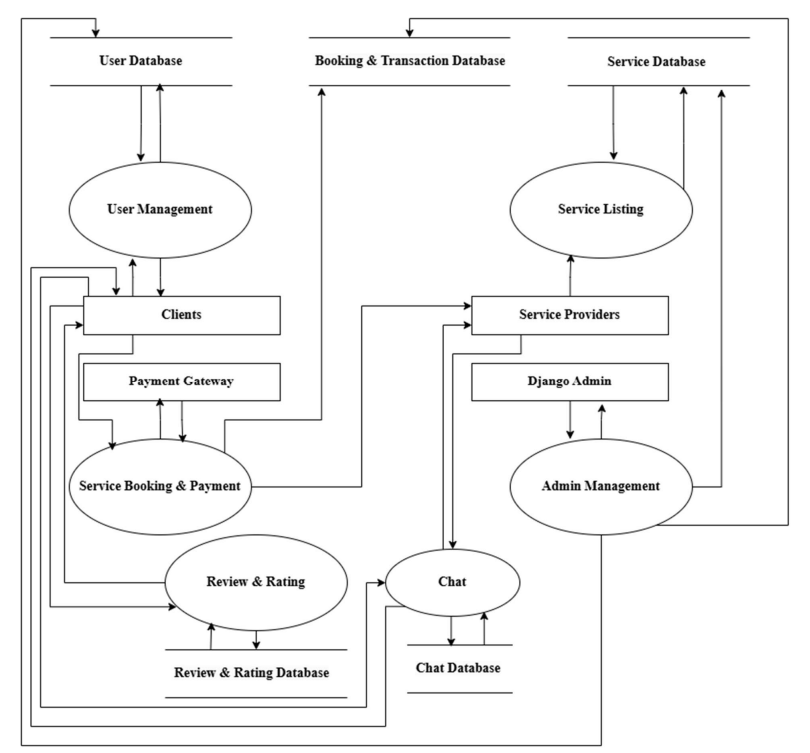 User Database
Booking & Transaction Database
Service Database
User Management
Service Listing
Clients
Service Providers
Payment Gateway
Django Admin
Service Booking & Payment
Admin Management
Review & Rating
Chat
Review & Rating Database
Chat Database